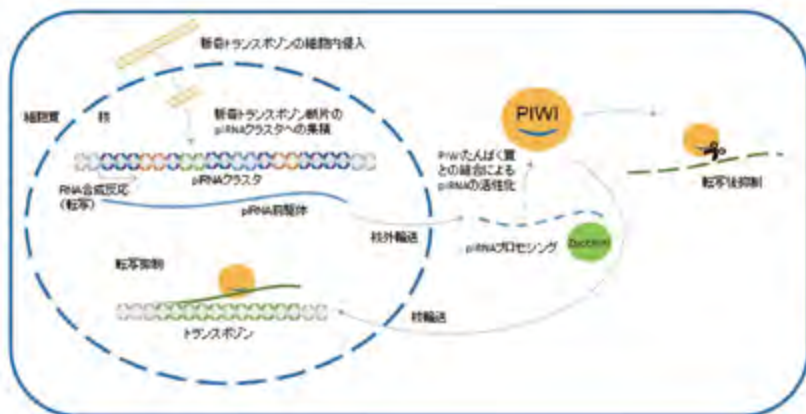 新奇トランスポゾンの細胞内侵入
細胞質
核
新奇トランスポゾン断片の
piRNAクラスタへの集積
piRNAクラスタ
RNA合成反応
(転写)
piRNA前駆体
核外輸送
転写抑制
トランスポゾン
核輸送
PIWI
PIWIたんぱく質
との結合による
piRNAの活性化
piRNAプロセシング
転写後抑制